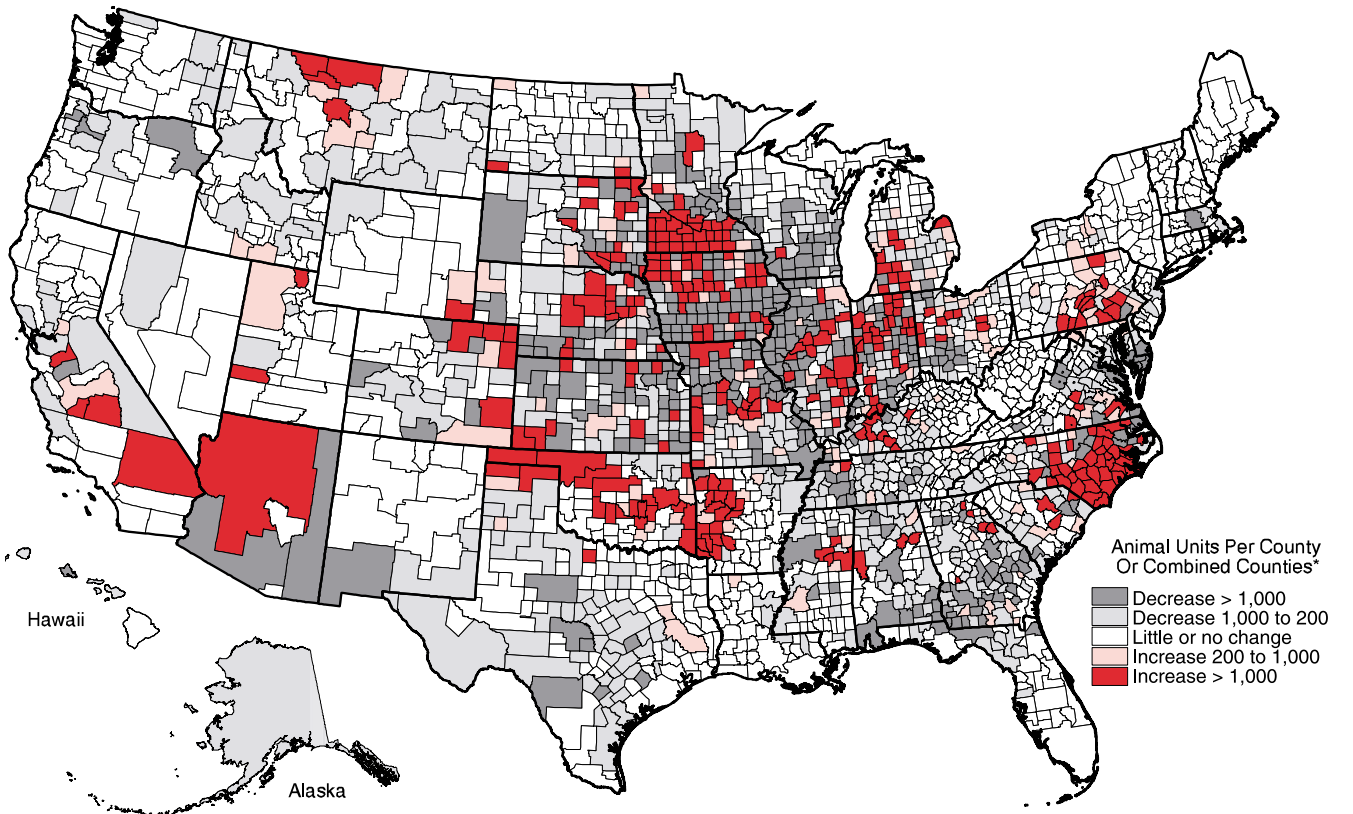 Animal Units Per County
Or Combined Counties*
Decrease > 1,000
Decrease 1,000 to 200
Little or no change
Increase 200 to 1,000
Increase > 1,000
Hawaii
Alaska